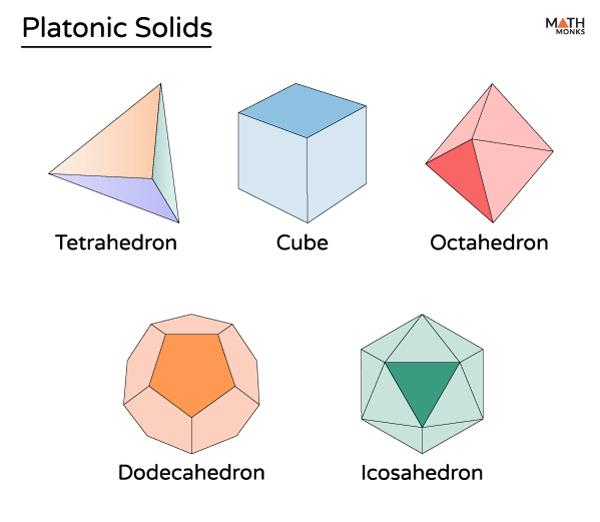 Platonic Solids
MATH
MONKS
Tetrahedron
Cube
Octahedron
Dodecahedron
Icosahedron